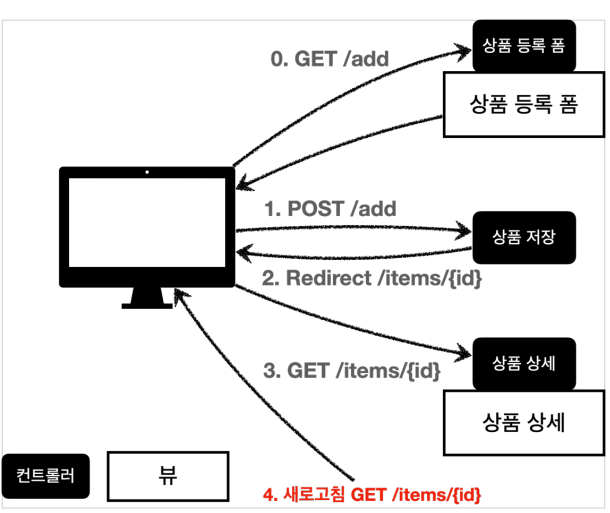 0. GET /add
상품 등록 폼
상품 등록 폼
1. POST /add
상품 저장
2. Redirect /items/{id}
상품 상세
3. GET /items/{id}
상품 상세
컨트롤러
뷰
4. 새로고침 GET /items/{id}